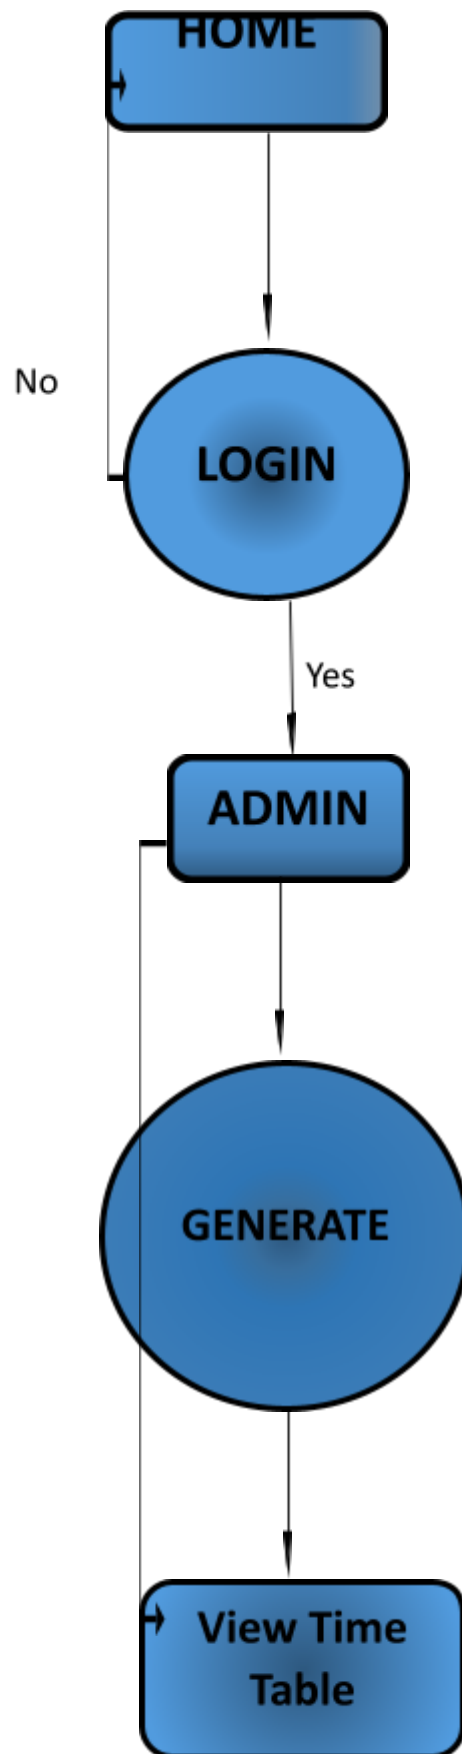 HOME
No
LOGIN
Yes
ADMIN
GENERATE
View Time
Table